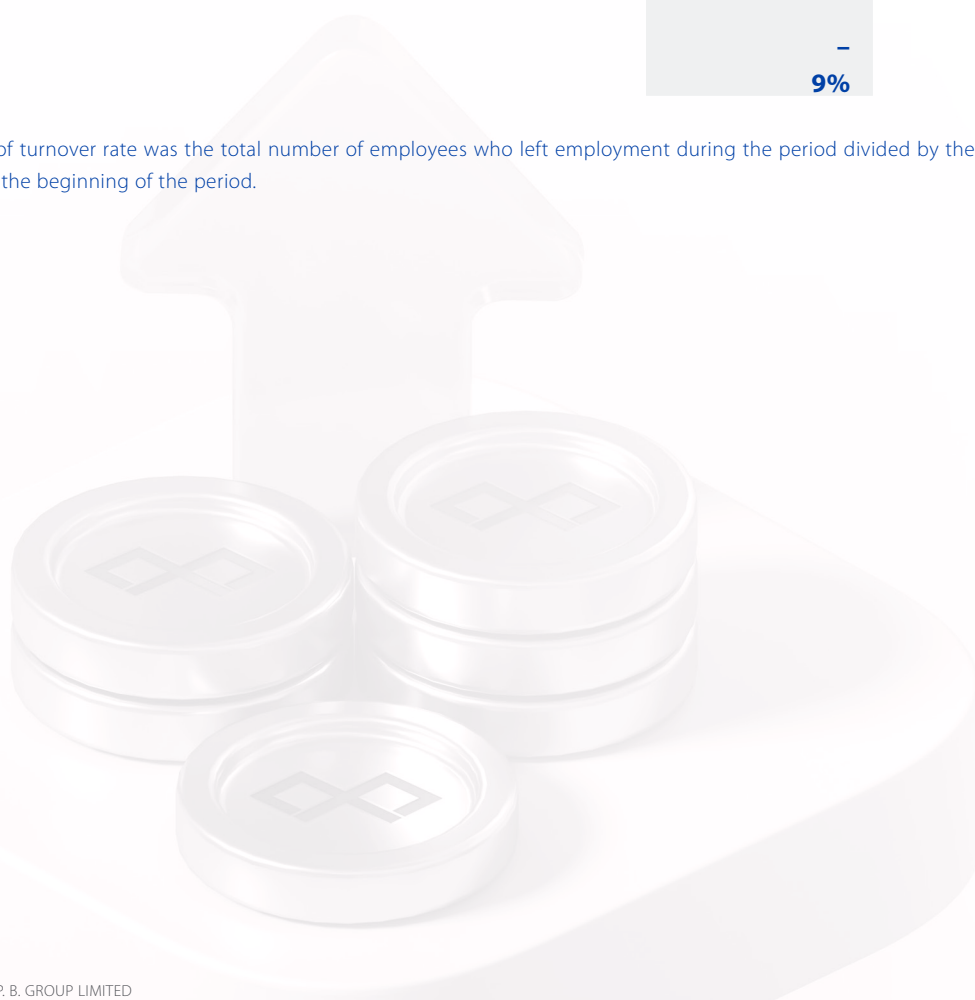 –
9%
of turnover rate was the total number of employees who left employment during the period divided by the
the beginning of the period.
P. B. GROUP LIMITED